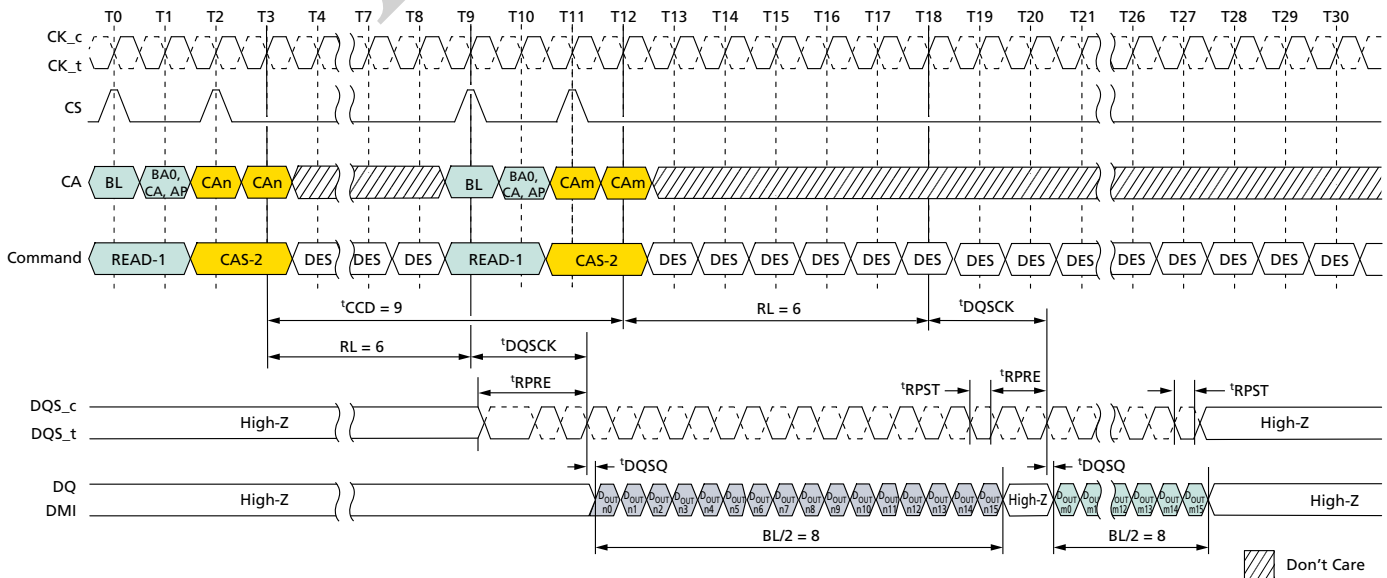 T0 T1 T2 T3 T4 T7 T8 T9 T10 T11 T12 T13 T14 T15 T16 T17 T18 T19 T20 T21 T26 T27 T28 T29 T30
CK_c
CK_t
CS
CA BL BA0, CA, AP CAn CAn BL BA0, CA, AP CAm CAm
Command READ-1 CAS-2 DES DES DES READ-1 CAS-2 DES DES DES DES DES DES DES DES DES DES DES DES DES DES
tCCD = 9 RL = 6 tDQSCK
RL = 6 tDQSCK
tRPRE tRPST tRPRE tRPST
DQS_c
DQS_t
High-Z High-Z
tDQSQ tDQSQ
DQ
DMI
High-Z DOUT n0 DOUT n1 DOUT n2 DOUT n3 DOUT n4 DOUT n5 DOUT n6 DOUT n7 DOUT n8 DOUT n9 DOUT n10 DOUT n11 DOUT n12 DOUT n13 DOUT n14 DOUT n15 High-Z DOUT m0 DOUT m1 DOUT m12 DOUT m13 DOUT m14 DOUT m15 High-Z
BL/2 = 8 BL/2 = 8
Don't Care